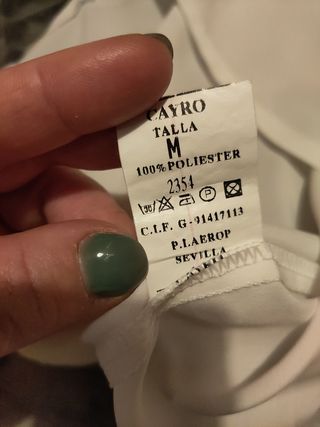 CAYRO
TALLA
M
100% POLIESTER
2354
C.I.F. G-91417113
P.I.AEROP
SEVILLA